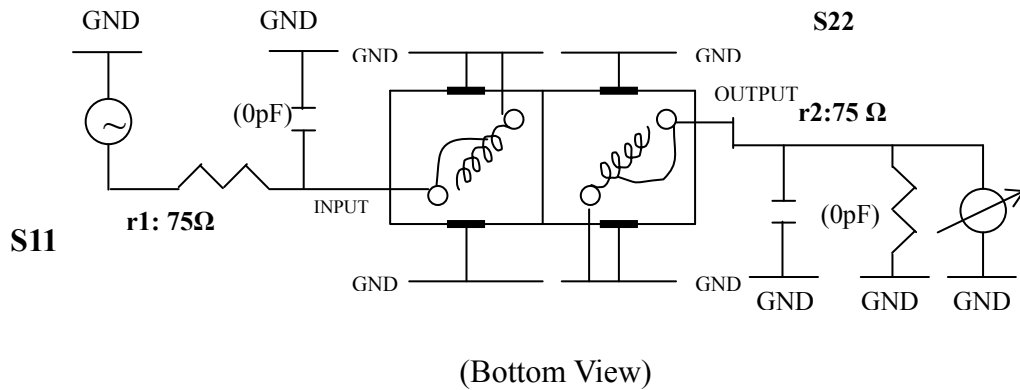 GND
GND
GND
GND
S22
(0pF)
OUTPUT
r2:75 Ω
INPUT
r1: 75Ω
(0pF)
S11
GND
GND
GND
GND
GND
(Bottom View)